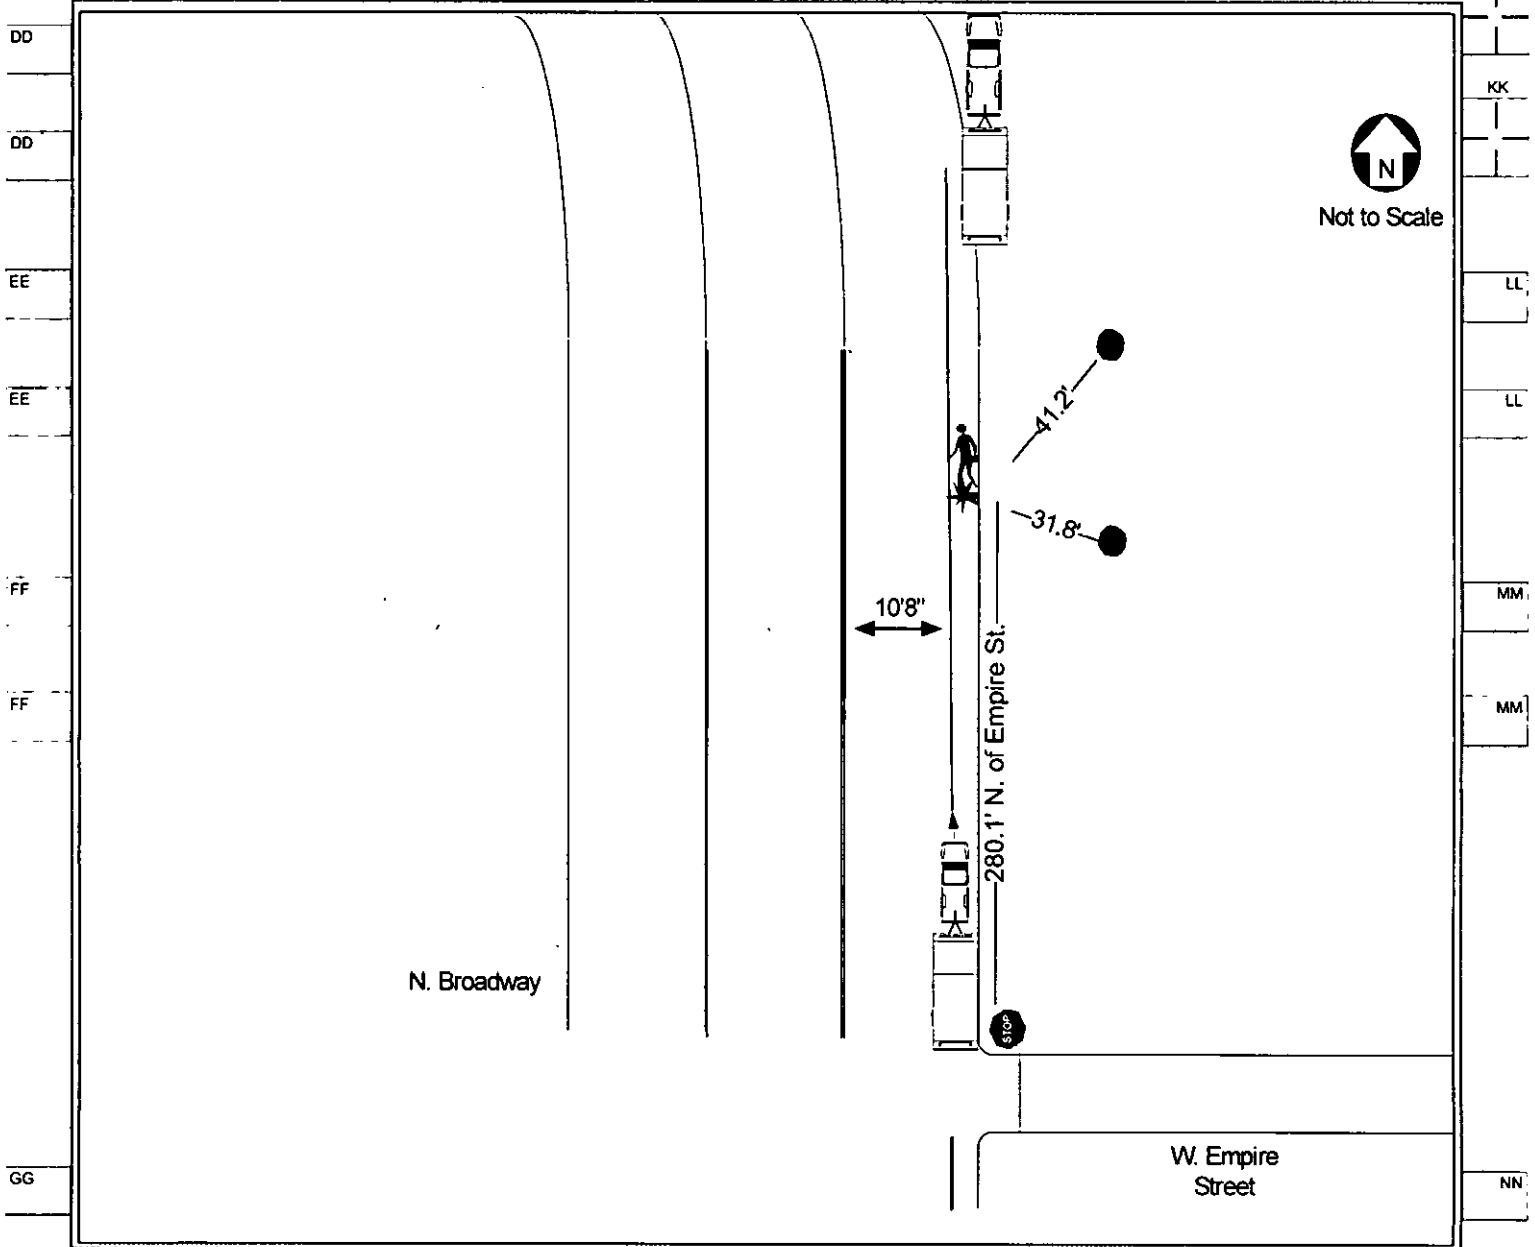 DD
KK
DD
N
Not to Scale
EE
LL
41.2'
EE
LL
31.8'
FF
MM
10'8"
280.1' N. of Empire St.
FF
MM
N. Broadway
STOP
W. Empire
Street
GG
NN